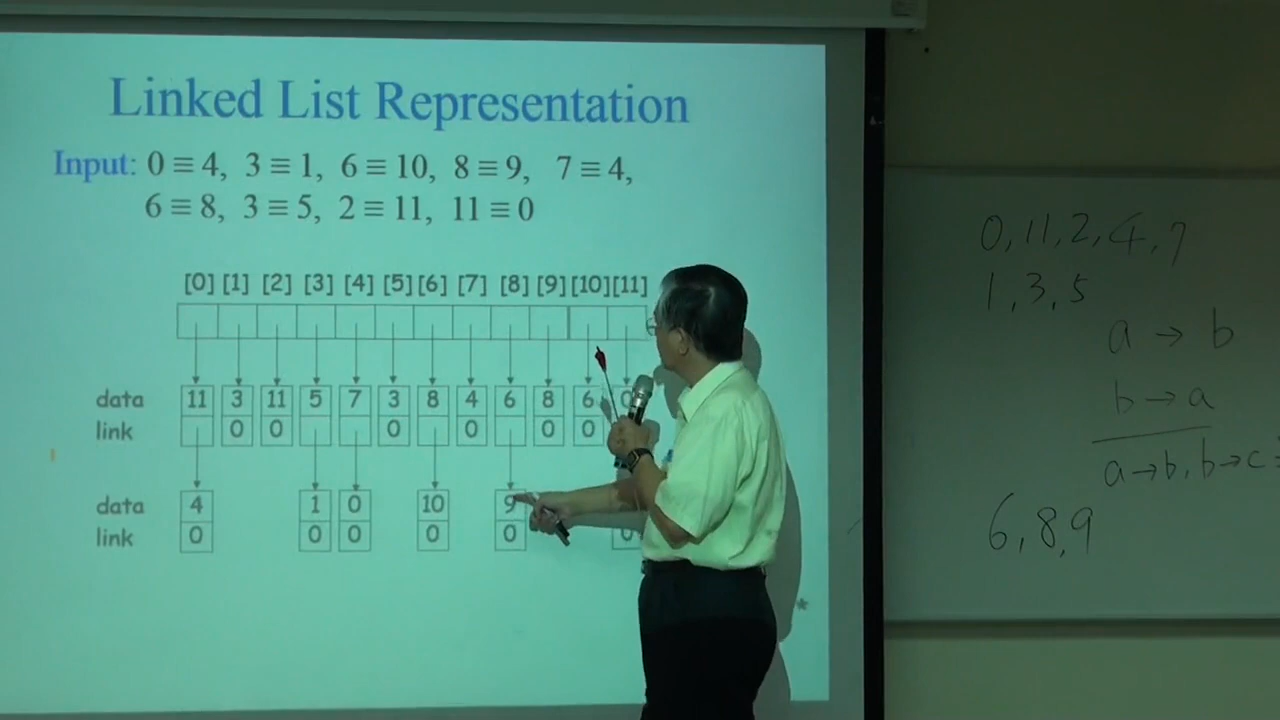 Linked List Representation
Input: 0 ≡ 4, 3 ≡ 1, 6 ≡ 10, 8 ≡ 9, 7 ≡ 4,
6 ≡ 8, 3 ≡ 5, 2 ≡ 11, 11 ≡ 0
[0] [1] [2] [3] [4] [5] [6] [7] [8] [9] [10] [11]
data 11 3 11 5 7 3 8 4 6 8 6 0
link 0 0 0 0 0 0
data 4 1 0 10 9
link 0 0 0 0 0 0
*
0, 11, 2, 4, 7
1, 3, 5
a → b
b → a
a → b, b → c
6, 8, 9